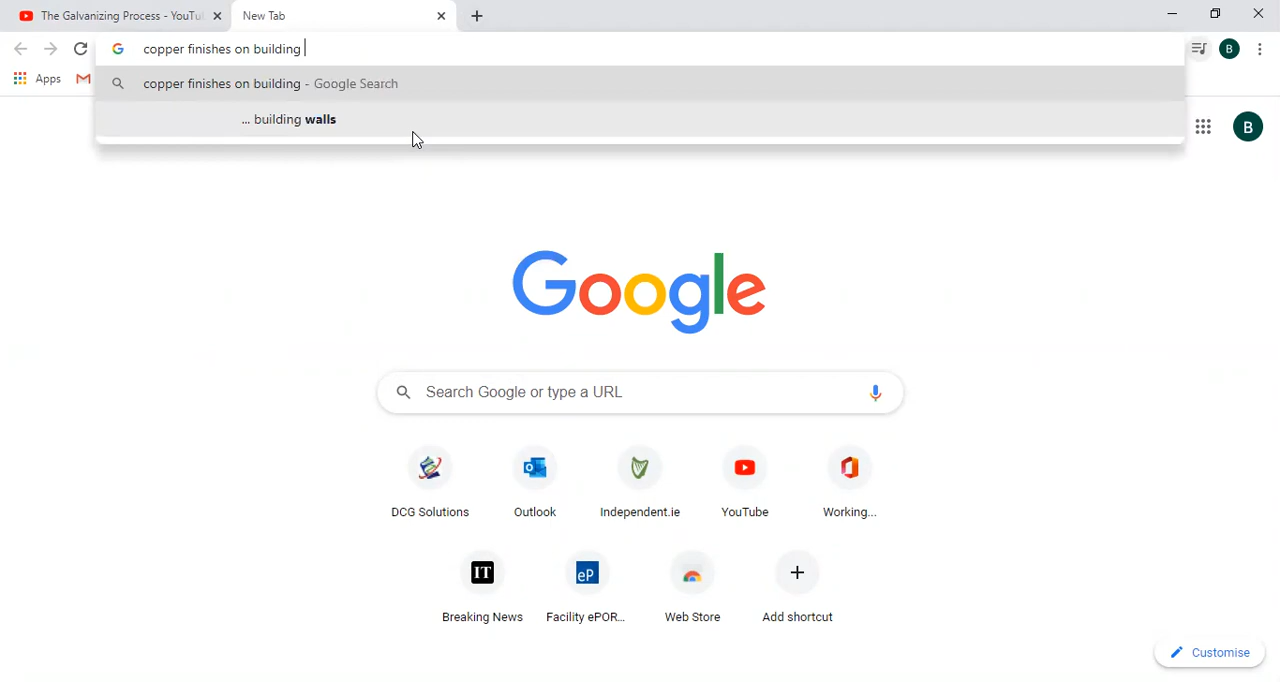 The Galvanizing Process - YouTu
New Tab
copper finishes on building
Apps
copper finishes on building - Google Search
... building walls
B
B
Google
Search Google or type a URL
DCG Solutions
Outlook
Independent.ie
YouTube
Working...
IT
eP
Breaking News
Facility ePOR...
Web Store
Add shortcut
Customise